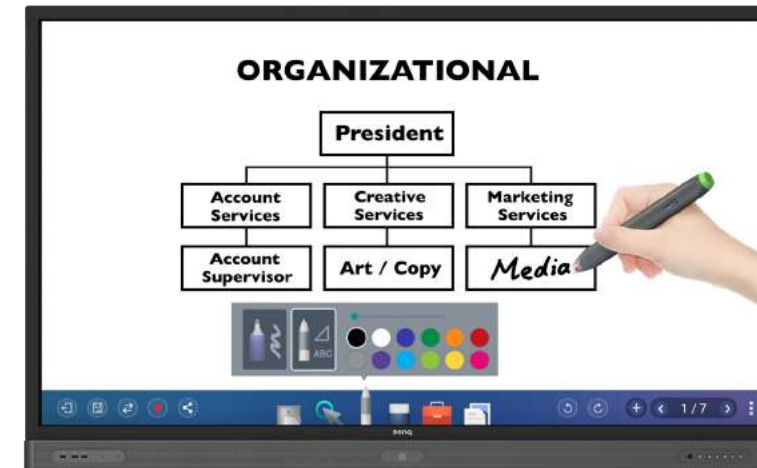 ORGANIZATIONAL
President
Account
Services
Creative
Services
Marketing
Services
Account
Supervisor
Art / Copy
Media
ABC
1/7
BenQ